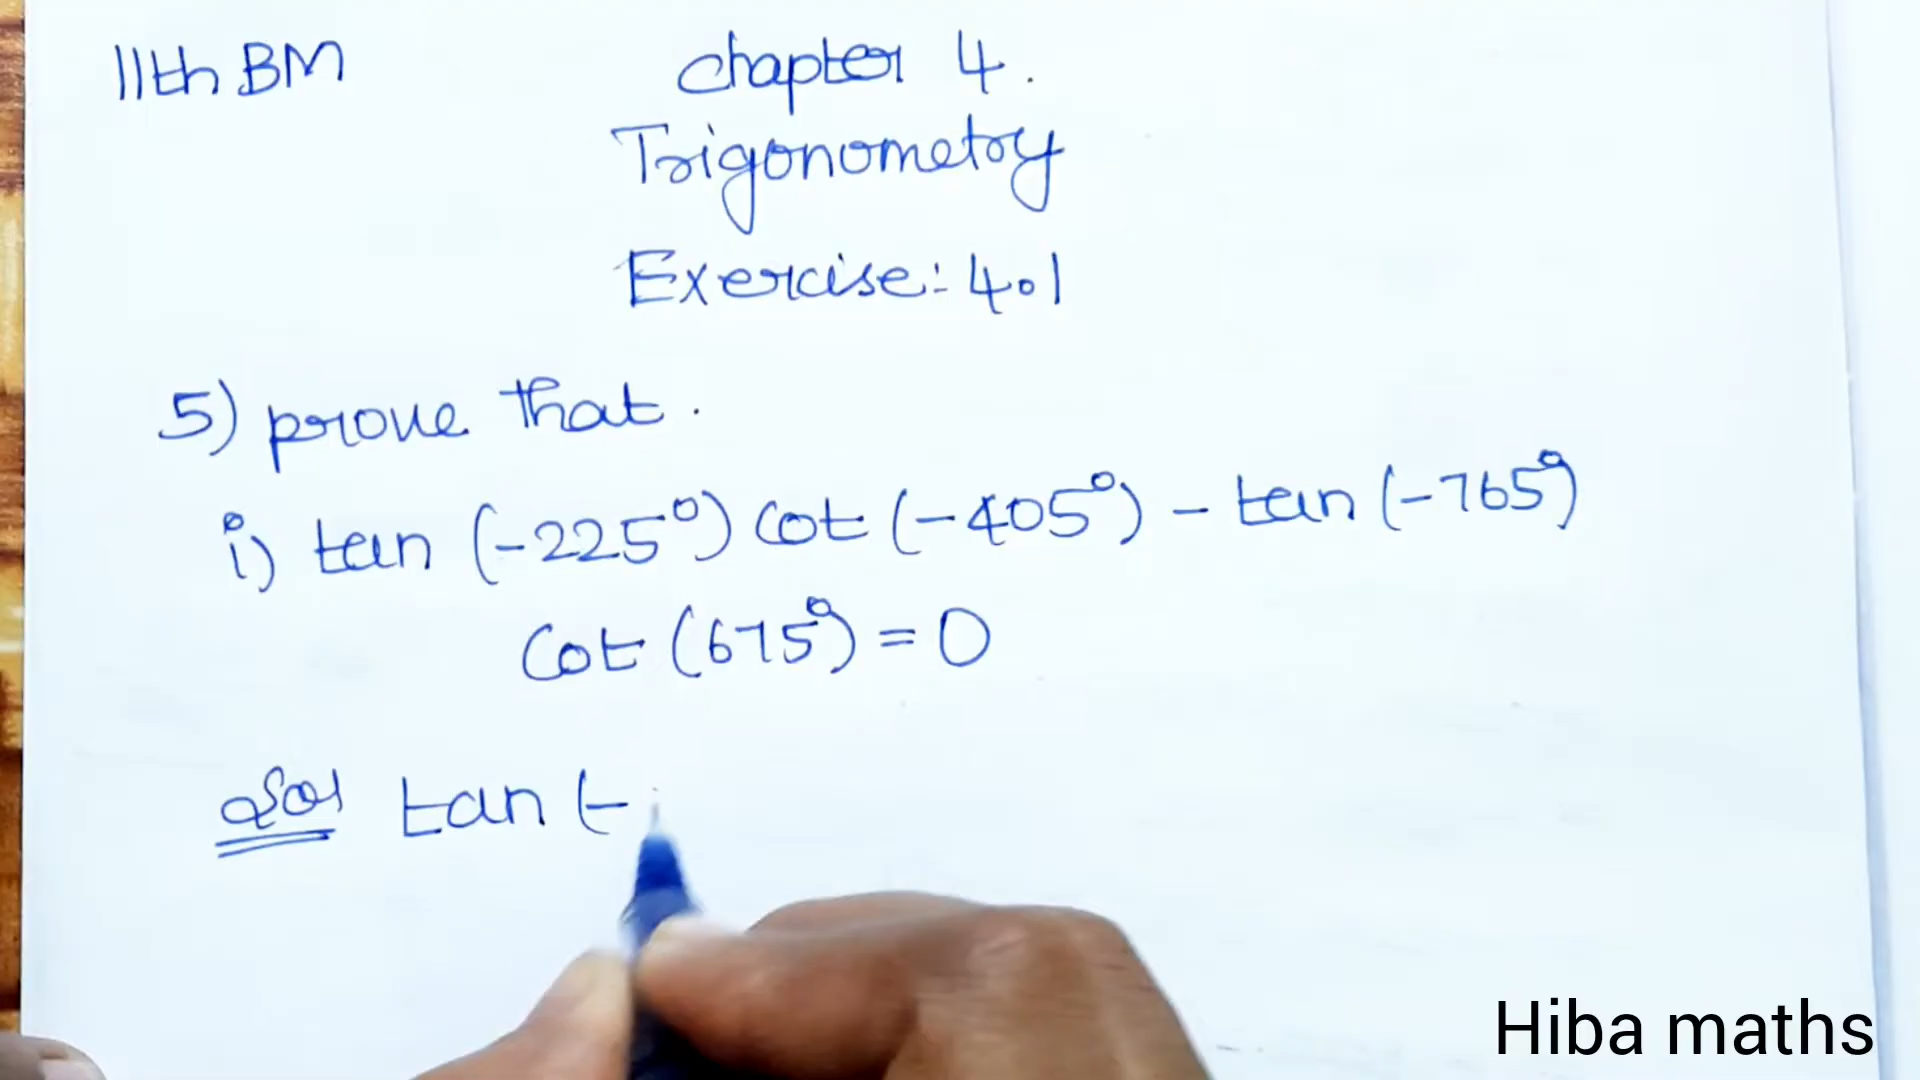 11th BM
chapter 4.
Trigonometry
Exercise: 4.1
5) prove that.
i) tan (-225°) cot (-405°) - tan (-765°)
cot (675°) = 0
Sol tan (-
Hiba maths